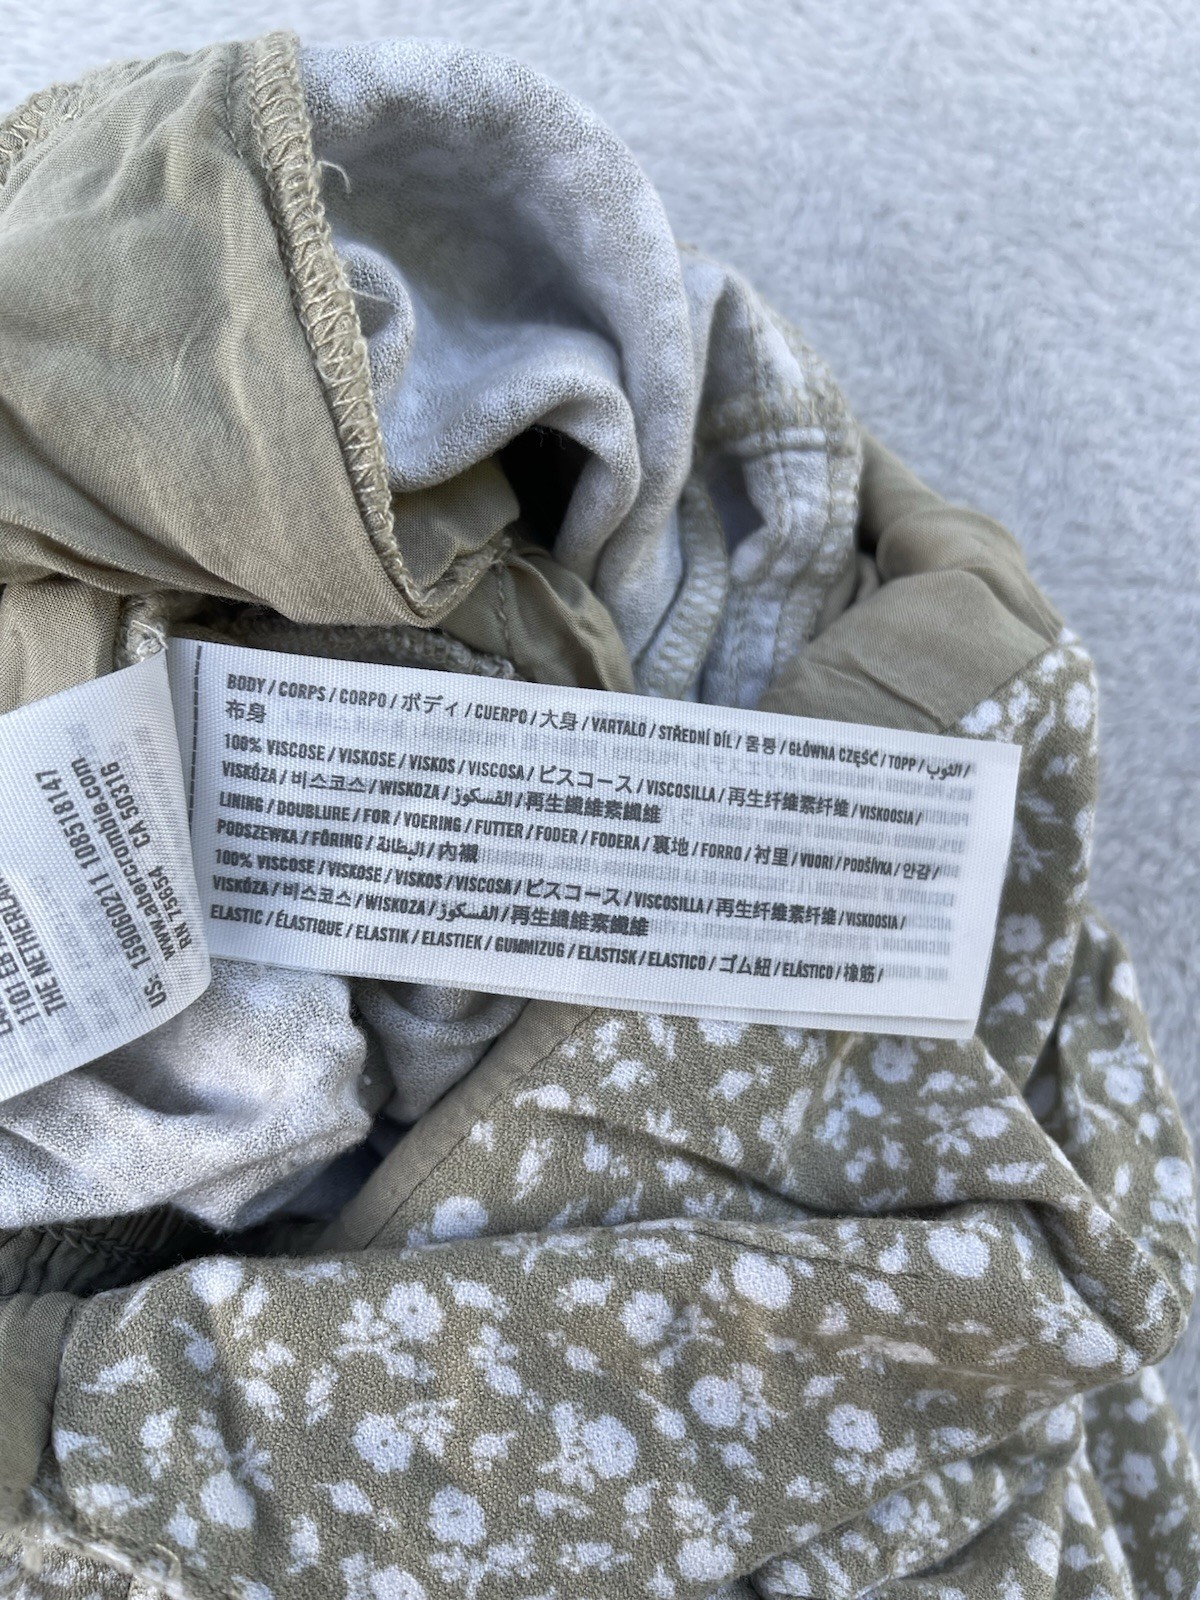 BODY / CORPS / CORPO / ボディ / CUERPO / 大身 / VARTALO / STŘEDNÍ DÍL / 몸통 / GŁÓWNA CZĘŚĆ / TOPP / الثوب /
布身
100% VISCOSE / VISKOSE / VISKOS / VISCOSA / ビスコース / VISCOSILLA / 再生纤维素纤维 / VISKOOSIA /
VISKÓZA / 비스코스 / WISKOZA / الفسكوز / 再生纖維素纖維
LINING / DOUBLURE / FOR / VOERING / FUTTER / FODER / FODERA / 裏地 / FORRO / 衬里 / VUORI / PODŠÍVKA / 안감 /
PODSZEWKA / FÔRING / البطانة / 內襯
100% VISCOSE / VISKOSE / VISKOS / VISCOSA / ビスコース / VISCOSILLA / 再生纤维素纤维 / VISKOOSIA /
VISKÓZA / 비스코스 / WISKOZA / الفسكوز / 再生纖維素纖維
ELASTIC / ÉLASTIQUE / ELASTIK / ELASTIEK / GUMMIZUG / ELASTISK / ELASTICO / ゴム紐 / ELÁSTICO / 橡筋 /
1101 EB
THE NETHERLAN
US: 159060211 108518147
www.abercrombie.com
RN 75654 CA 50316